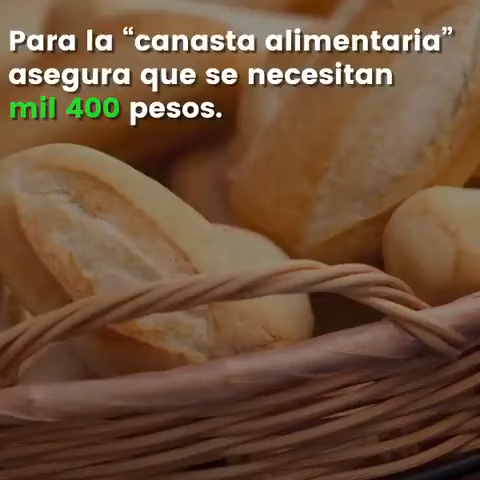 Para la “canasta alimentaria”
asegura que se necesitan
mil 400 pesos.